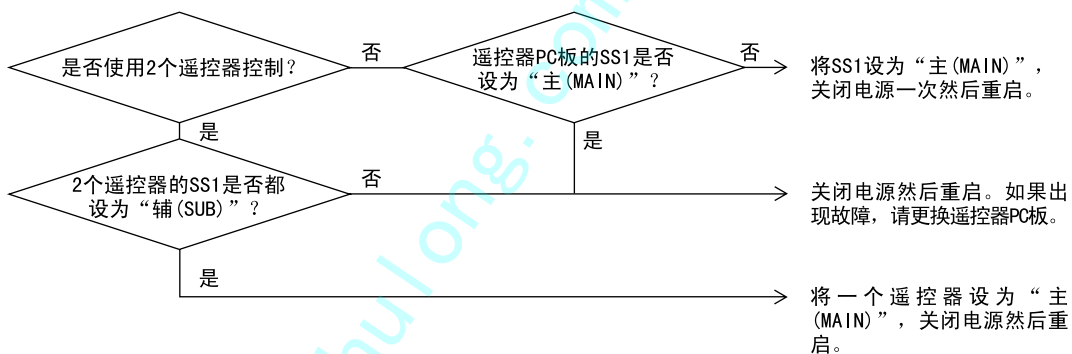 是否使用2个遥控器控制？
否
遥控器PC板的SS1是否
设为“主(MAIN)”？
否
将SS1设为“主(MAIN)”，
关闭电源一次然后重启。
是
是
2个遥控器的SS1是否都
设为“辅(SUB)”？
否
关闭电源然后重启。如果出
现故障，请更换遥控器PC板。
是
将一个遥控器设为“主
(MAIN)”，关闭电源然后重
启。
hulong.com